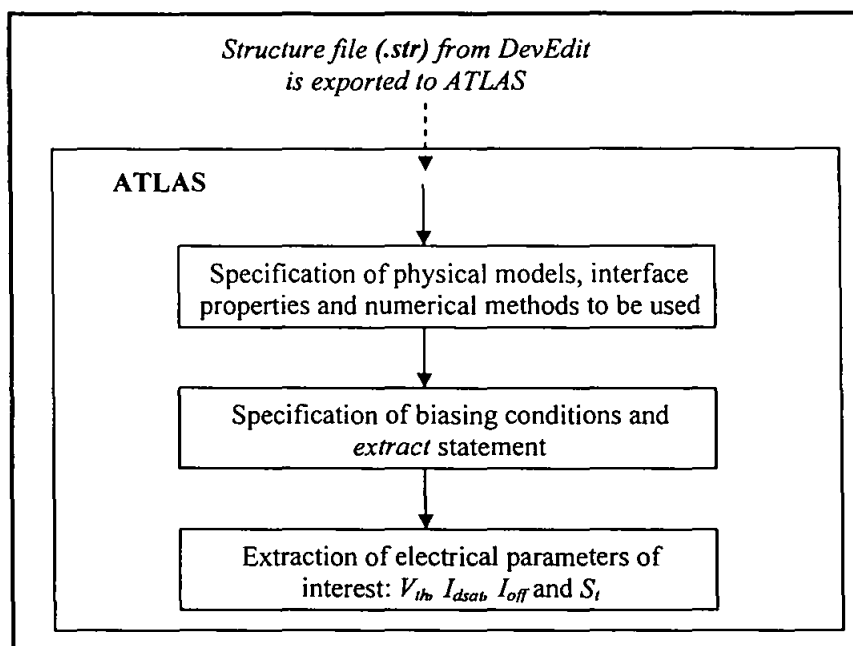 Structure file (.str) from DevEdit
is exported to ATLAS
ATLAS
Specification of physical models, interface
properties and numerical methods to be used
Specification of biasing conditions and
extract statement
Extraction of electrical parameters of
interest: Vth, Idsat, Ioff and St